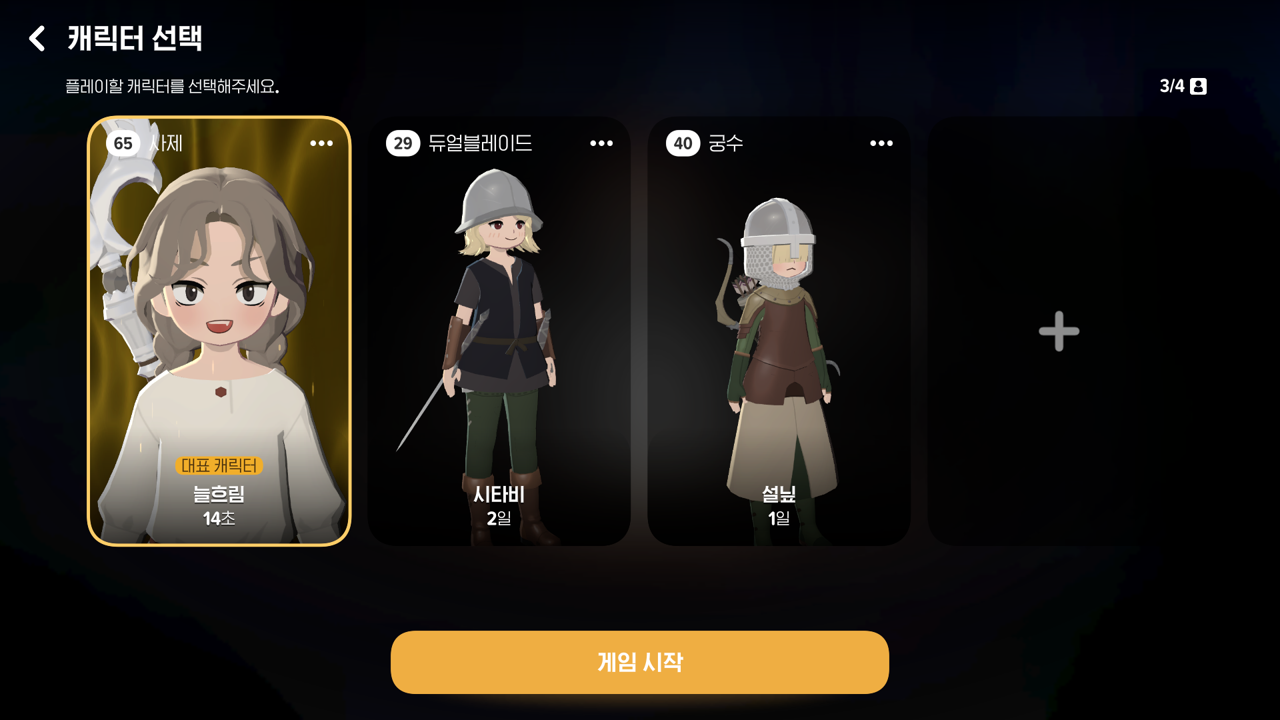 캐릭터 선택
플레이할 캐릭터를 선택해주세요.
3/4
65 사제
29 듀얼블레이드
40 궁수
대표 캐릭터
늘흐림
14초
시타비
2일
설닢
1일
게임 시작